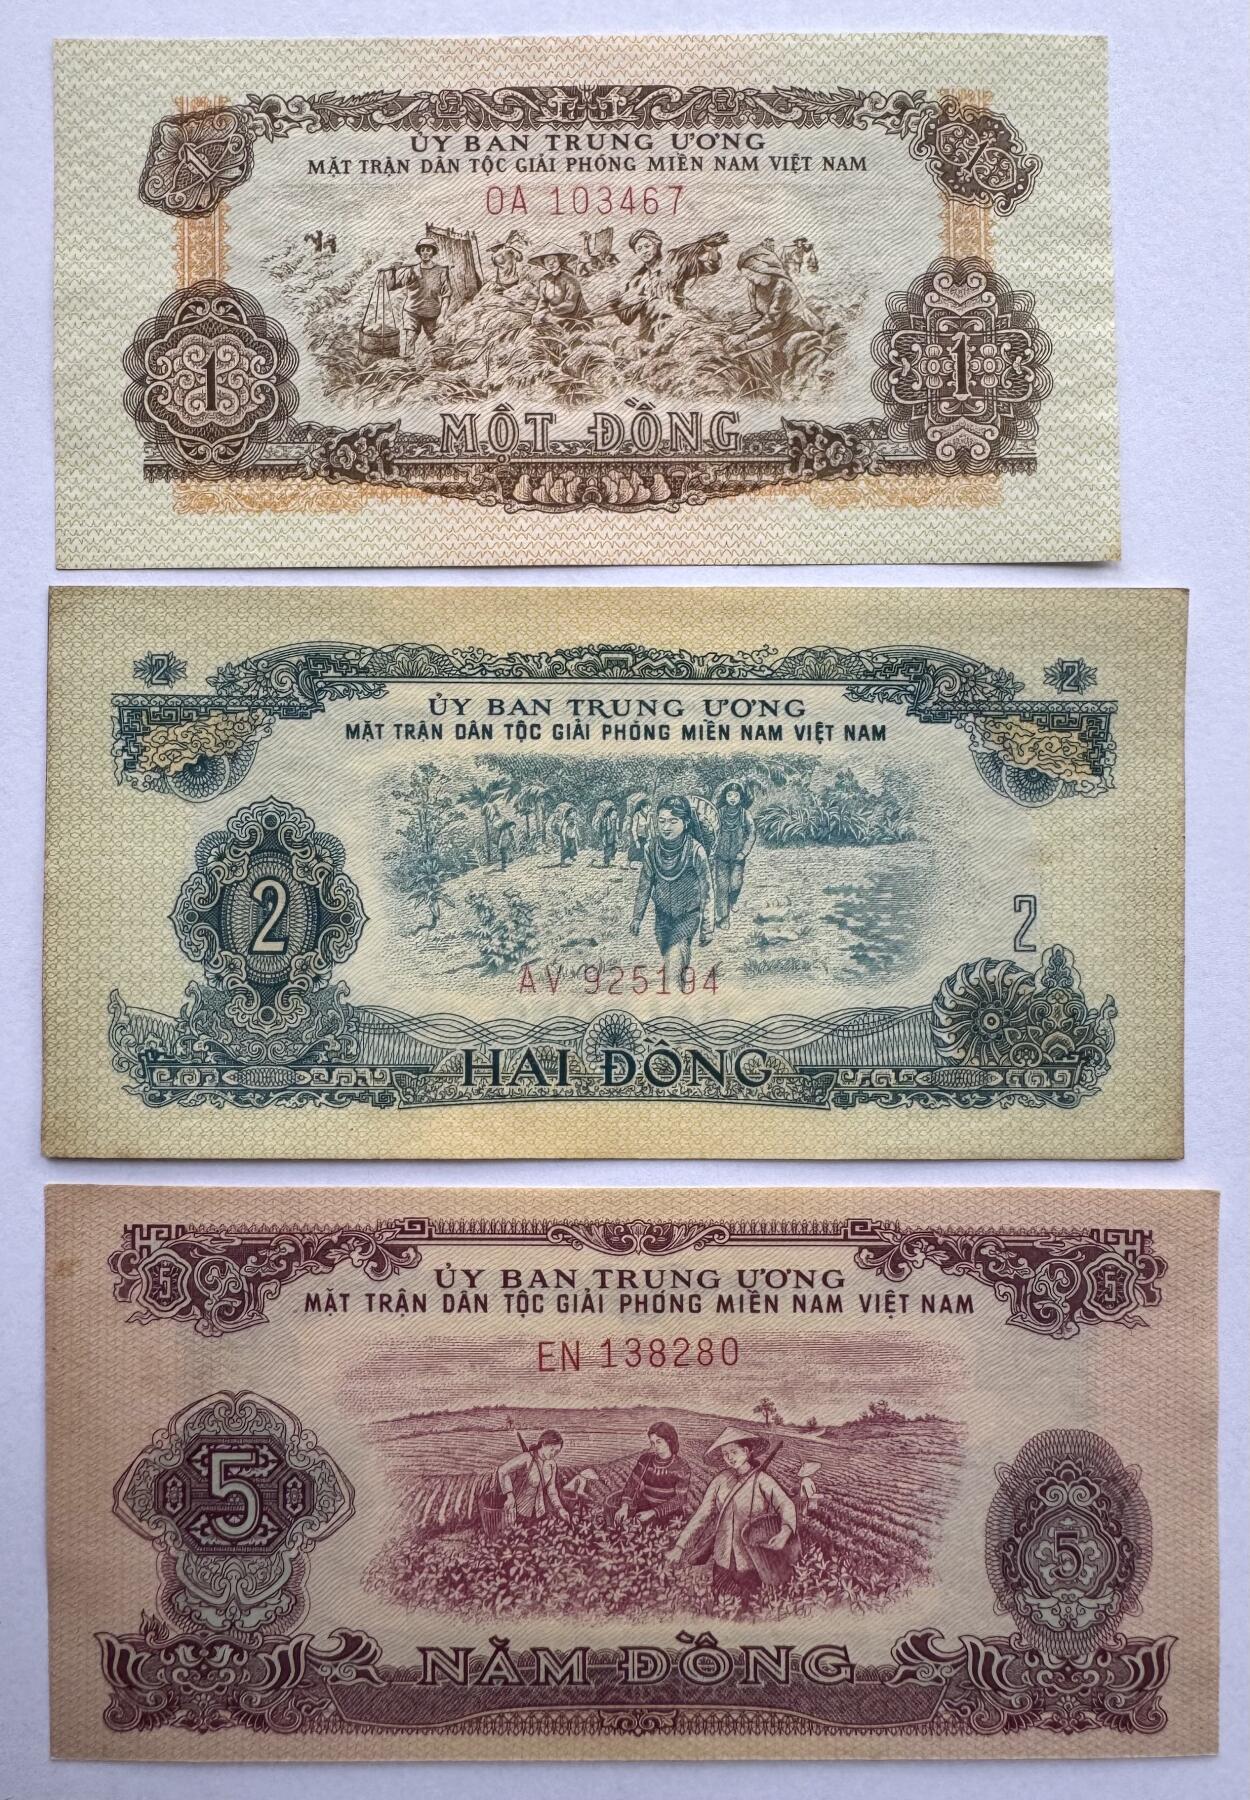 1 1
ỦY BAN TRUNG ƯƠNG
MẶT TRẬN DÂN TỘC GIẢI PHÓNG MIỀN NAM VIỆT NAM
OA 103467
1 1
MỘT ĐỒNG
2 2
ỦY BAN TRUNG ƯƠNG
MẶT TRẬN DÂN TỘC GIẢI PHÓNG MIỀN NAM VIỆT NAM
2 2
AV 925194
HAI ĐỒNG
5 5
ỦY BAN TRUNG ƯƠNG
MẶT TRẬN DÂN TỘC GIẢI PHÓNG MIỀN NAM VIỆT NAM
EN 138280
5 5
NĂM ĐỒNG